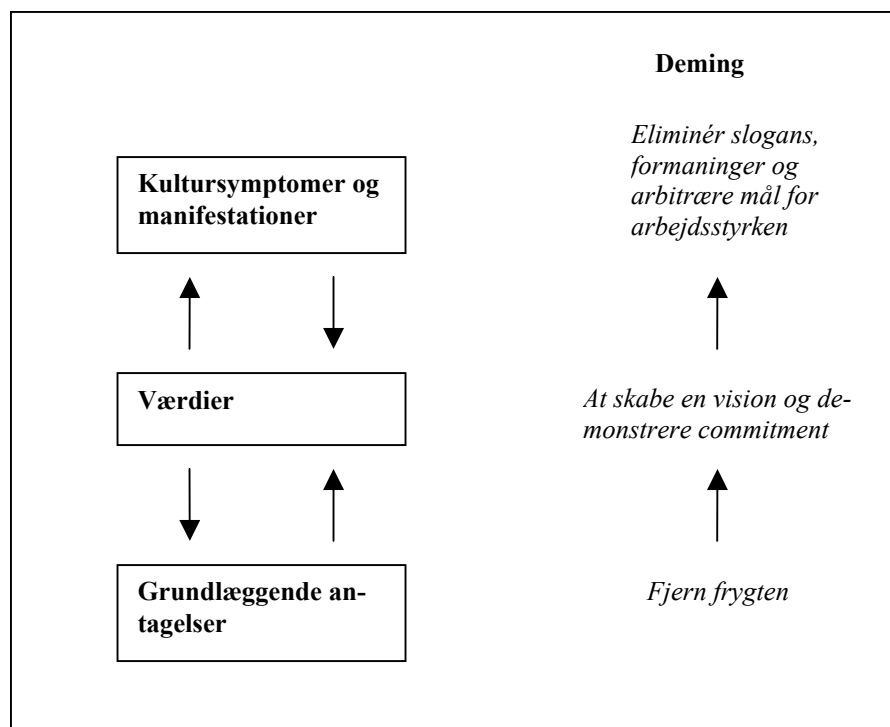 Deming
Eliminér slogans,
formaninger og
arbitrære mål for
arbejdsstyrken
Kultursymptomer og
manifestationer
Værdier
At skabe en vision og de-
monstrere commitment
Grundlæggende an-
tagelser
Fjern frygten